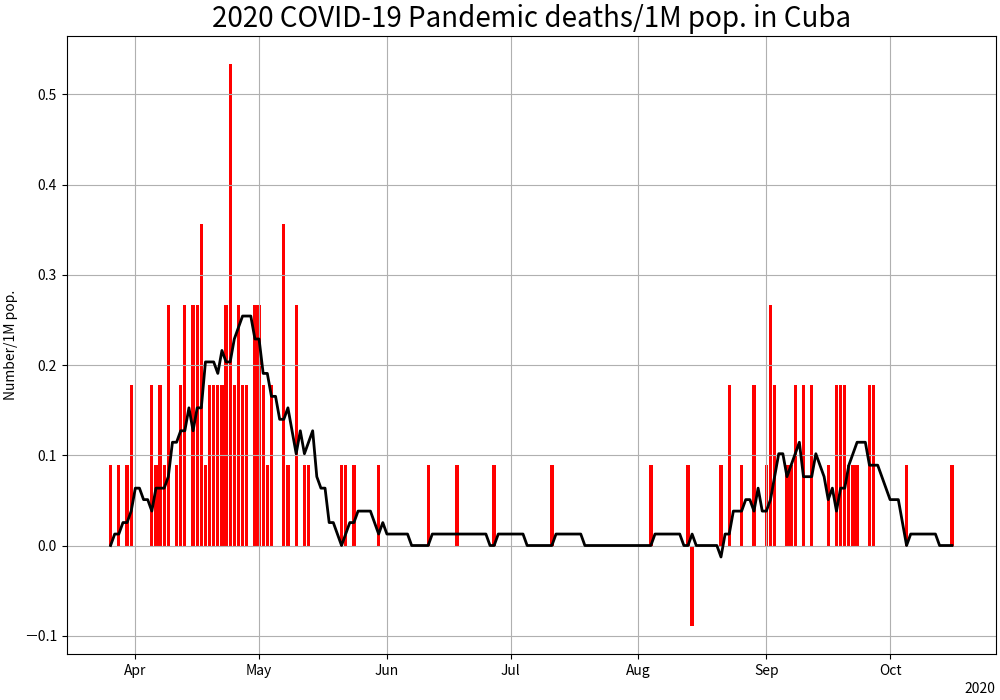 2020 COVID-19 Pandemic deaths/1M pop. in Cuba
Number/1M pop.
0.5
0.4
0.3
0.2
0.1
0.0
−0.1
Apr May Jun Jul Aug Sep Oct
2020